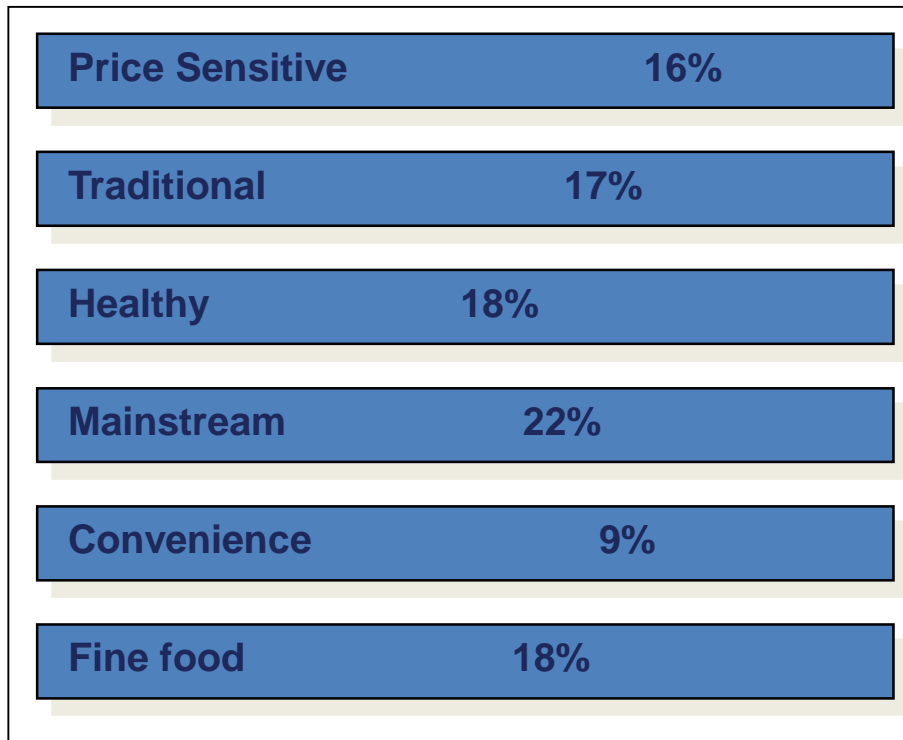 Price Sensitive 16%
Traditional 17%
Healthy 18%
Mainstream 22%
Convenience 9%
Fine food 18%